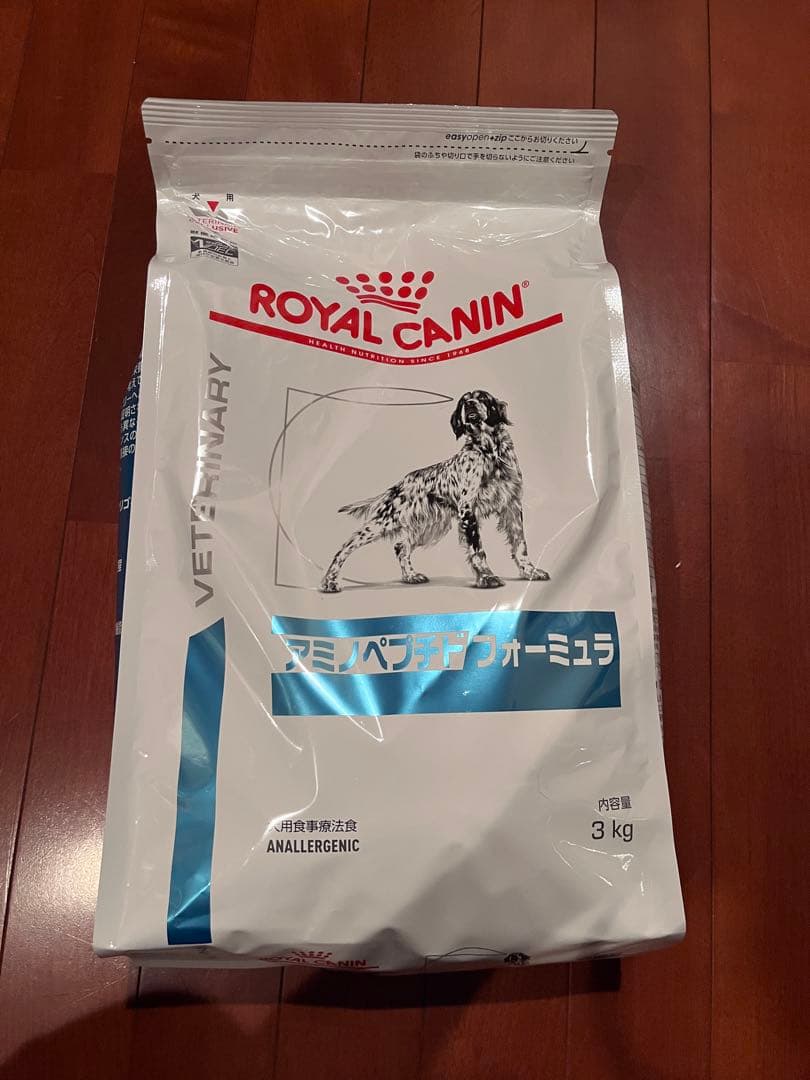 easyopen+zip ここからお切りください
袋のふちや切り口で手を切らないようにご注意ください
犬 用
ROYAL CANIN®
HEALTH NUTRITION SINCE 1968
VETERINARY
アミノペプチド フォーミュラ
内容量
3 kg
犬用食事療法食
ANALLERGENIC
ROYAL CANIN